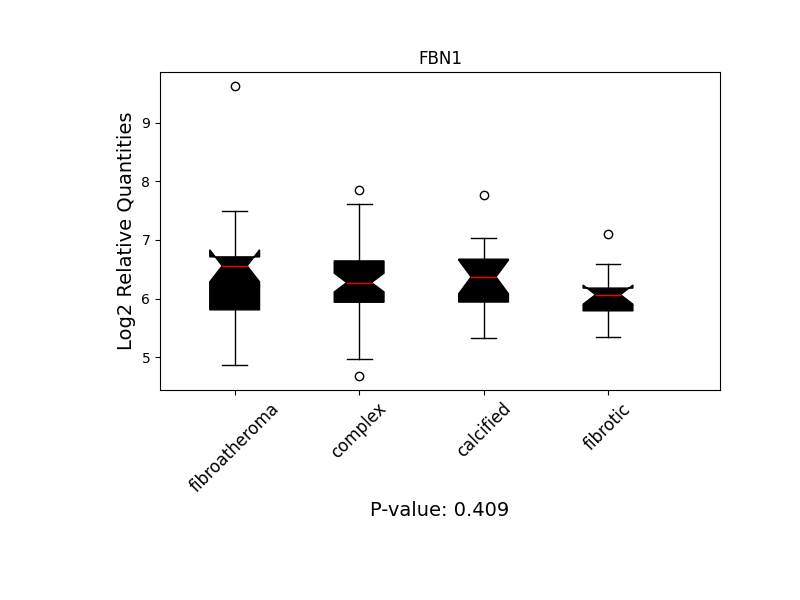 FBN1
Log2 Relative Quantities
9
8
7
6
5
fibroatheroma
complex
calcified
fibrotic
P-value: 0.409